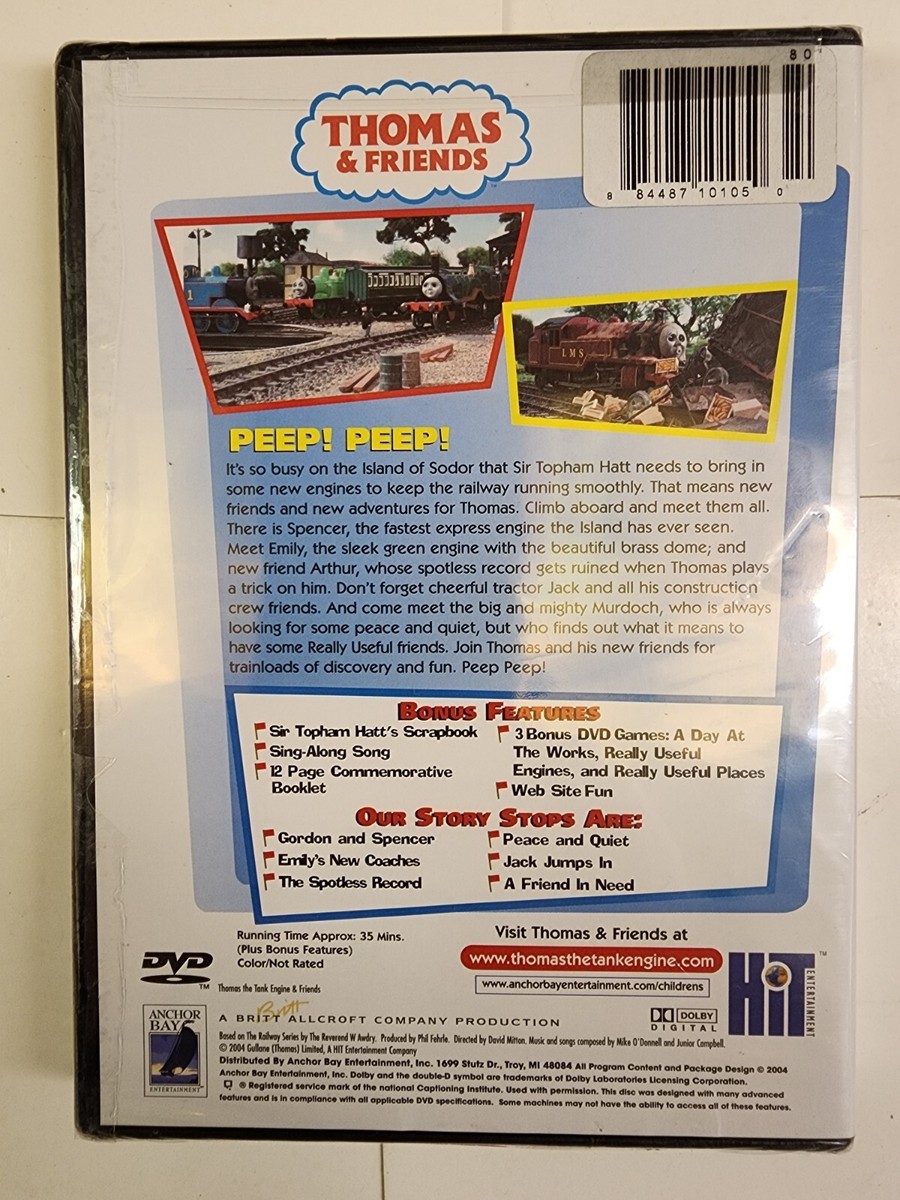 THOMAS
& FRIENDS
™
80
8 84487 10105 0
1
LMS
PEEP! PEEP!
It's so busy on the Island of Sodor that Sir Topham Hatt needs to bring in
some new engines to keep the railway running smoothly. That means new
friends and new adventures for Thomas. Climb aboard and meet them all.
There is Spencer, the fastest express engine the Island has ever seen.
Meet Emily, the sleek green engine with the beautiful brass dome; and
new friend Arthur, whose spotless record gets ruined when Thomas plays
a trick on him. Don't forget cheerful tractor Jack and all his construction
crew friends. And come meet the big and mighty Murdoch, who is always
looking for some peace and quiet, but who finds out what it means to
have some Really Useful friends. Join Thomas and his new friends for
trainloads of discovery and fun. Peep Peep!
BONUS FEATURES
Sir Topham Hatt's Scrapbook
Sing-Along Song
12 Page Commemorative
Booklet
3 Bonus DVD Games: A Day At
The Works, Really Useful
Engines, and Really Useful Places
Web Site Fun
OUR STORY STOPS ARE:
Gordon and Spencer
Emily's New Coaches
The Spotless Record
Peace and Quiet
Jack Jumps In
A Friend In Need
Running Time Approx: 35 Mins.
(Plus Bonus Features)
Color/Not Rated
Visit Thomas & Friends at
www.thomasthetankengine.com
www.anchorbayentertainment.com/childrens
DVD™
HiT ENTERTAINMENT™
DOLBY
DIGITAL
Thomas the Tank Engine & Friends
Britt
A BRITT ALLCROFT COMPANY PRODUCTION
ANCHOR
BAY
ENTERTAINMENT
Based on The Railway Series by The Reverend W Awdry. Produced by Phil Fehrle. Directed by David Mitton. Music and songs composed by Mike O'Donnell and Junior Campbell.
© 2004 Gullane (Thomas) Limited, A HIT Entertainment Company
Distributed By Anchor Bay Entertainment, Inc. 1699 Stutz Dr., Troy, MI 48084 All Program Content and Package Design © 2004
Anchor Bay Entertainment, Inc. Dolby and the double-D symbol are trademarks of Dolby Laboratories Licensing Corporation.
® Registered service mark of the national Captioning Institute. Used with permission. This disc was designed with many advanced
features and is in compliance with all applicable DVD specifications. Some machines may not have the ability to access all of these features.